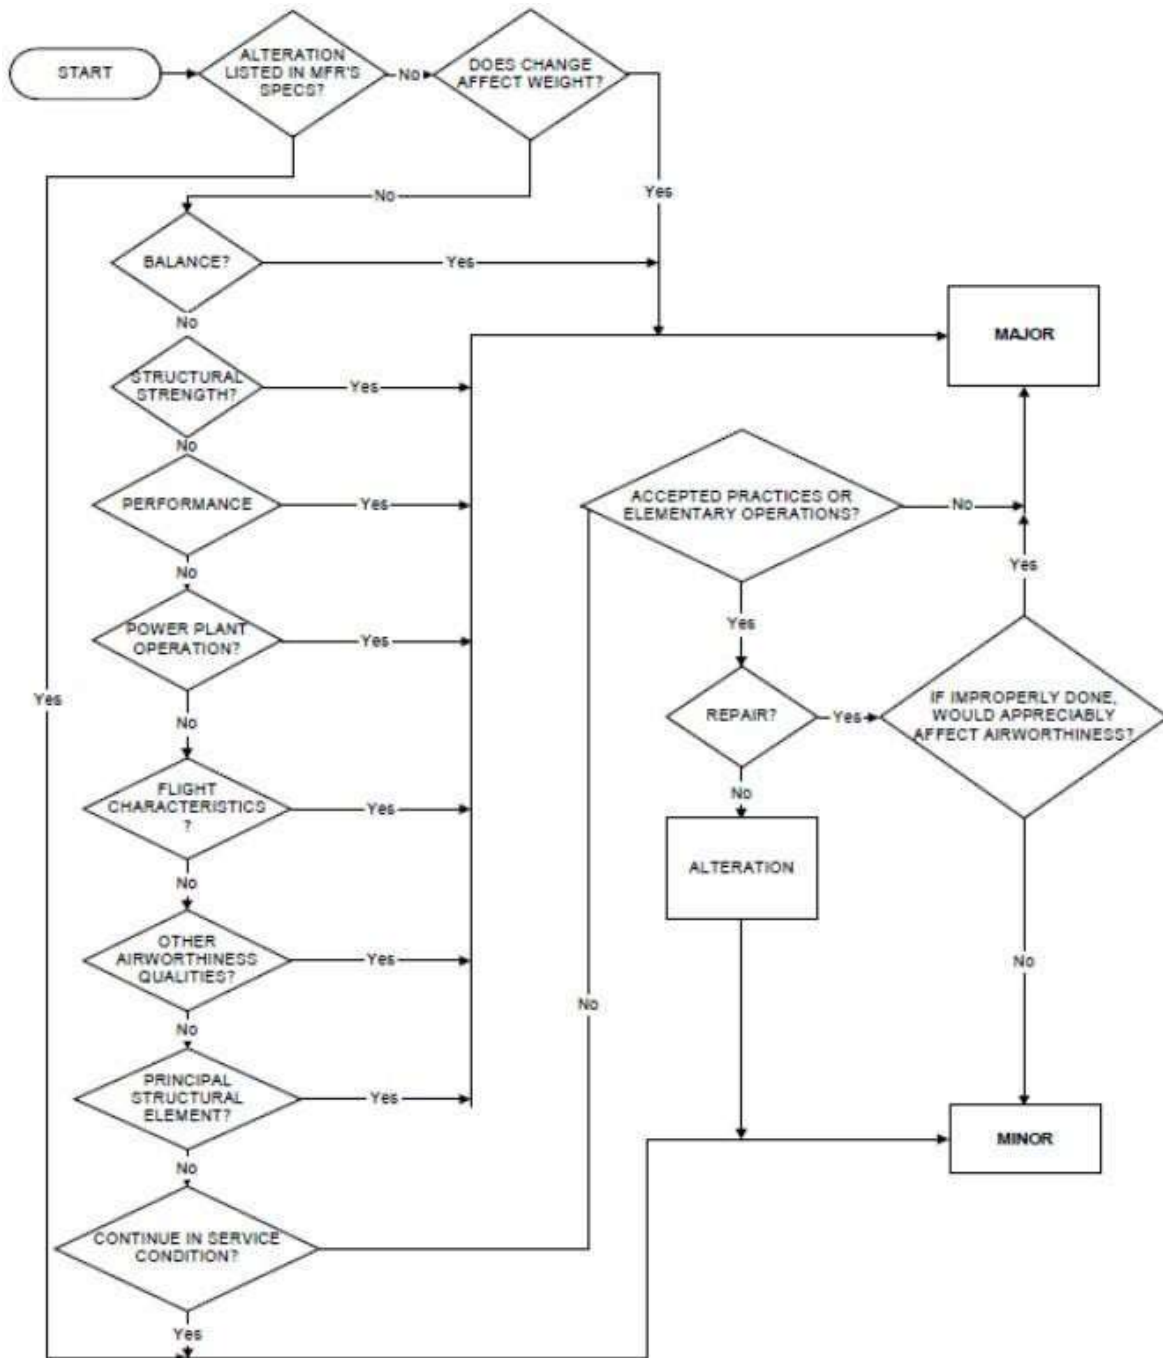 START
ALTERATION
LISTED IN MFR'S
SPECS?
No
DOES CHANGE
AFFECT WEIGHT?
Yes
No
BALANCE?
Yes
No
STRUCTURAL
STRENGTH?
Yes
No
PERFORMANCE
Yes
No
POWER PLANT
OPERATION?
Yes
No
FLIGHT
CHARACTERISTICS
?
Yes
No
OTHER
AIRWORTHINESS
QUALITIES?
Yes
No
PRINCIPAL
STRUCTURAL
ELEMENT?
Yes
No
CONTINUE IN SERVICE
CONDITION?
Yes
Yes
No
MAJOR
ACCEPTED PRACTICES OR
ELEMENTARY OPERATIONS?
No
Yes
Yes
REPAIR?
Yes
IF IMPROPERLY DONE,
WOULD APPRECIABLY
AFFECT AIRWORTHINESS?
No
ALTERATION
No
MINOR